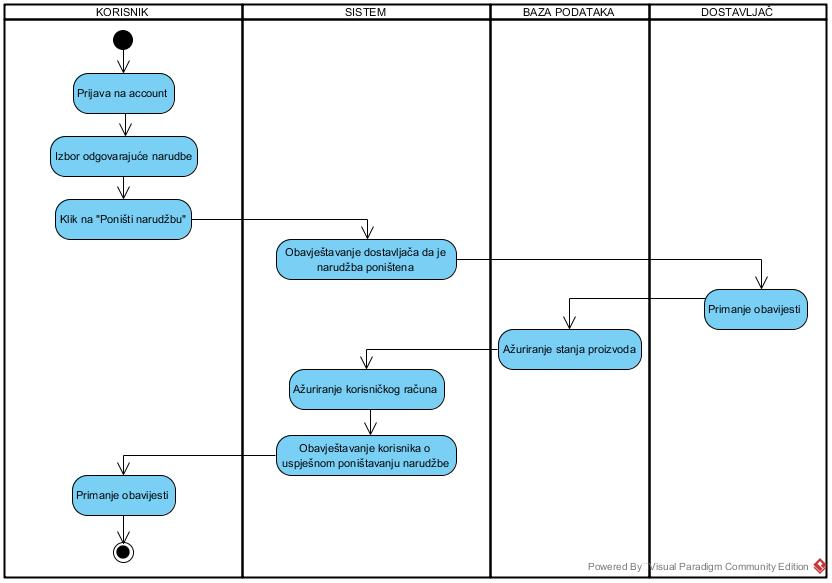 KORISNIK
SISTEM
BAZA PODATAKA
DOSTAVLJAČ
Prijava na account
Izbor odgovarajuće narudbe
Klik na "Poništi narudžbu"
Obavještavanje dostavljača da je
narudžba poništena
Primanje obavijesti
Ažuriranje stanja proizvoda
Ažuriranje korisničkog računa
Obavještavanje korisnika o
uspješnom poništavanju narudžbe
Primanje obavijesti
Powered By Visual Paradigm Community Edition